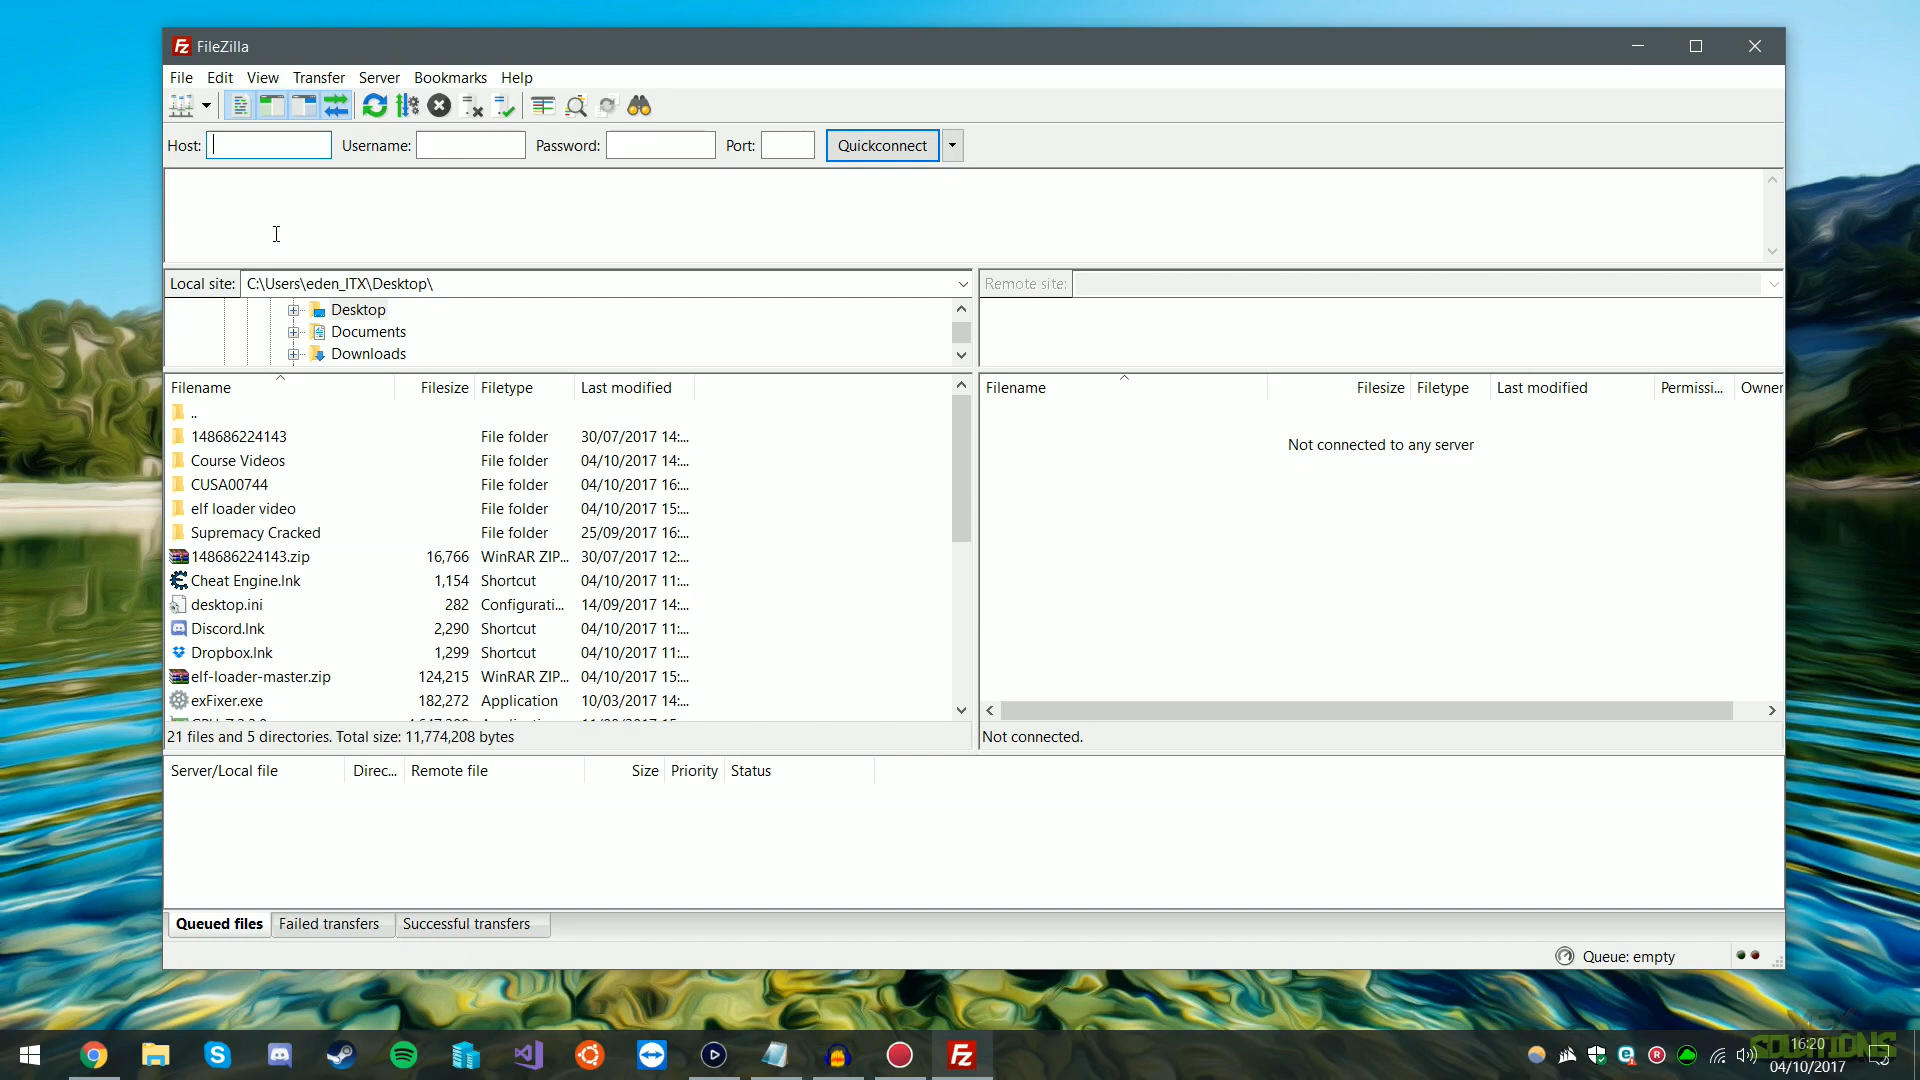 FileZilla
File Edit View Transfer Server Bookmarks Help
Host: Username: Password: Port: Quickconnect
Local site: C:\Users\eden_ITX\Desktop\
Remote site:
Desktop
Documents
Downloads
Filename Filesize Filetype Last modified
..
148686224143 File folder 30/07/2017 14:...
Course Videos File folder 04/10/2017 14:...
CUSA00744 File folder 04/10/2017 16:...
elf loader video File folder 04/10/2017 15:...
Supremacy Cracked File folder 25/09/2017 16:...
148686224143.zip 16,766 WinRAR ZIP... 30/07/2017 12:...
Cheat Engine.lnk 1,154 Shortcut 04/10/2017 11:...
desktop.ini 282 Configurati... 14/09/2017 14:...
Discord.lnk 2,290 Shortcut 04/10/2017 11:...
Dropbox.lnk 1,299 Shortcut 04/10/2017 11:...
elf-loader-master.zip 124,215 WinRAR ZIP... 04/10/2017 15:...
exFixer.exe 182,272 Application 10/03/2017 14:...
21 files and 5 directories. Total size: 11,774,208 bytes
Filename Filesize Filetype Last modified Permissi... Owner
Not connected to any server
Not connected.
Server/Local file Direc... Remote file Size Priority Status
Queued files Failed transfers Successful transfers
Queue: empty
16:20
04/10/2017